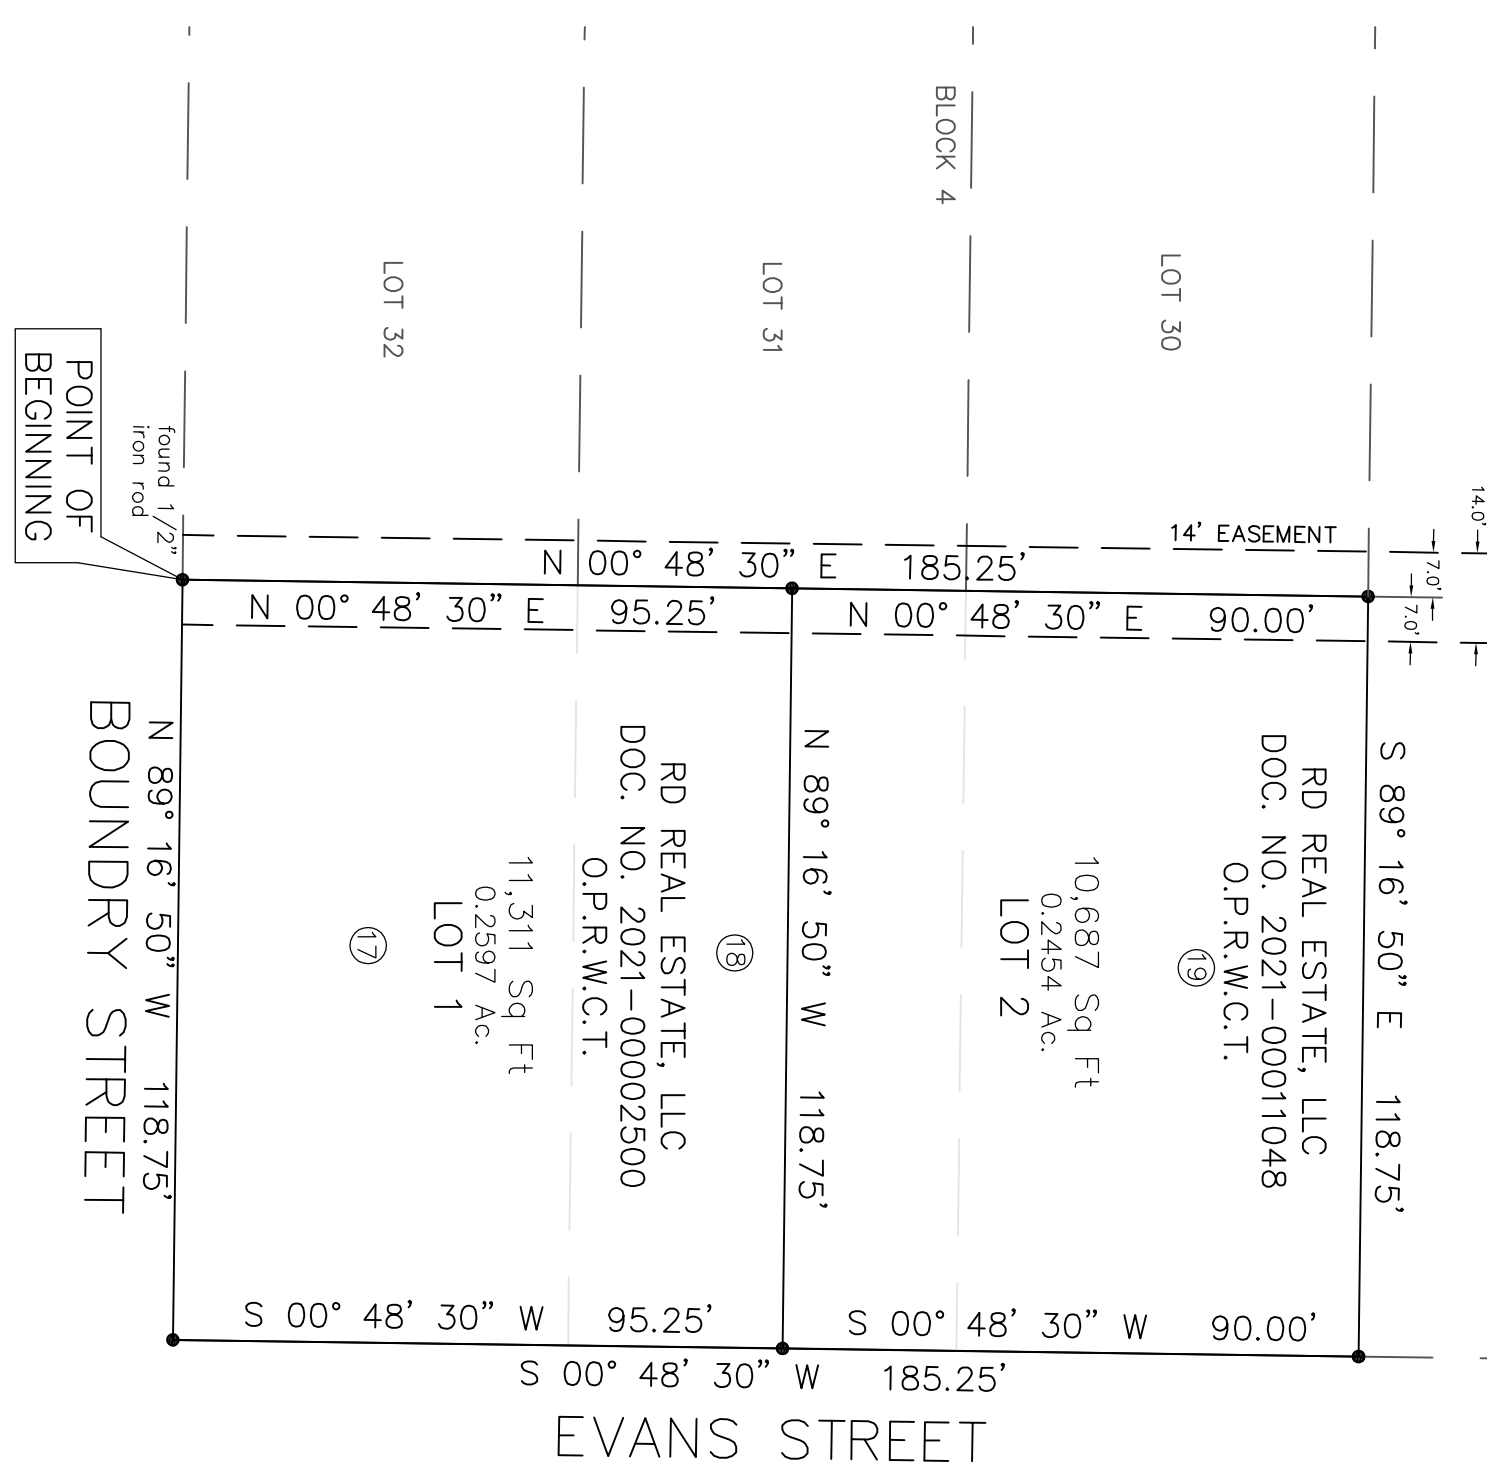 BLOCK 4
LOT 32
LOT 31
LOT 30
POINT OF
BEGINNING
found 1/2"
iron rod
14' EASEMENT
14.0'
7.0'
7.0'
N 00° 48' 30" E 185.25'
N 00° 48' 30" E 95.25'
N 00° 48' 30" E 90.00'
S 89° 16' 50" E 118.75'
RD REAL ESTATE, LLC
DOC. NO. 2021-00011048
O.P.R.W.C.T.
19
10,687 Sq Ft
0.2454 Ac.
LOT 2
N 89° 16' 50" W 118.75'
18
RD REAL ESTATE, LLC
DOC. NO. 2021-00002500
O.P.R.W.C.T.
11,311 Sq Ft
0.2597 Ac.
LOT 1
17
N 89° 16' 50" W 118.75'
BOUNDRY STREET
S 00° 48' 30" W 95.25'
S 00° 48' 30" W 90.00'
S 00° 48' 30" W 185.25'
EVANS STREET